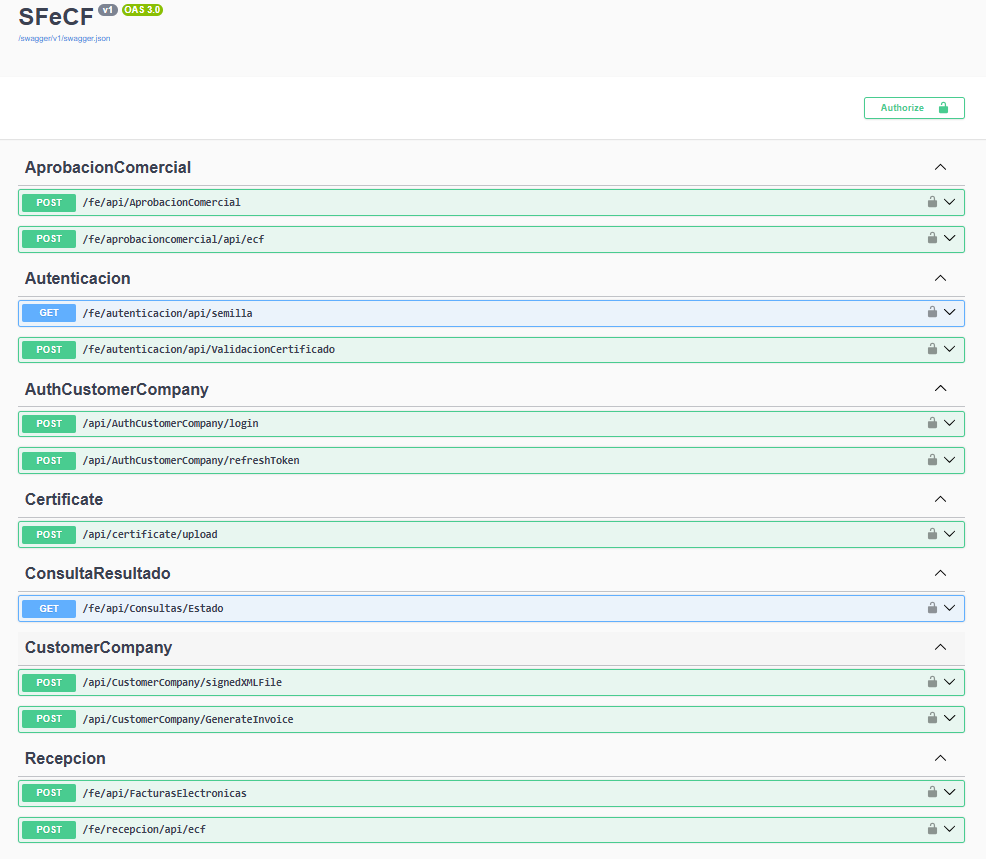 SFeCF v1 OAS 3.0
/swagger/v1/swagger.json
Authorize
AprobacionComercial
POST /fe/api/AprobacionComercial
POST /fe/aprobacioncomercial/api/ecf
Autenticacion
GET /fe/autenticacion/api/semilla
POST /fe/autenticacion/api/ValidacionCertificado
AuthCustomerCompany
POST /api/AuthCustomerCompany/login
POST /api/AuthCustomerCompany/refreshToken
Certificate
POST /api/certificate/upload
ConsultaResultado
GET /fe/api/Consultas/Estado
CustomerCompany
POST /api/CustomerCompany/signedXMLFile
POST /api/CustomerCompany/GenerateInvoice
Recepcion
POST /fe/api/FacturasElectronicas
POST /fe/recepcion/api/ecf